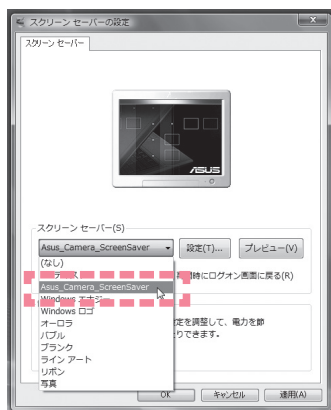 スクリーン セーバーの設定
スクリーン セーバー
ASUS
スクリーン セーバー(S)
Asus_Camera_ScreenSaver
設定(T)...
プレビュー(V)
(なし)
時にログオン画面に戻る(R)
Asus_Camera_ScreenSaver
Windows エナジー
Windows ロゴ
オーロラ
定を調整して、電力を節
バブル
りできます。
ブランク
ライン アート
リボン
写真
OK
キャンセル
適用(A)